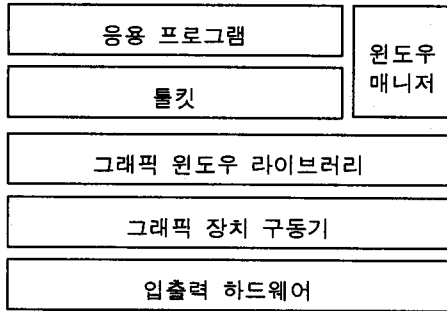 응용 프로그램
윈도우
매니저
툴킷
그래픽 윈도우 라이브러리
그래픽 장치 구동기
입출력 하드웨어